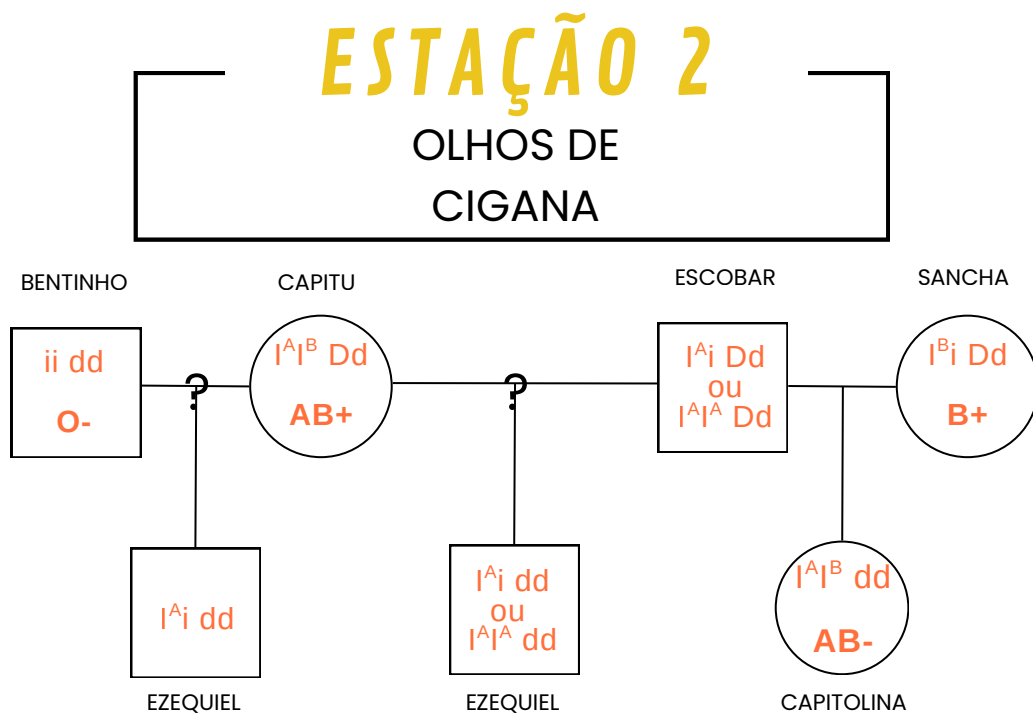 ESTAÇÃO 2
OLHOS DE
CIGANA
BENTINHO
CAPITU
ESCOBAR
SANCHA
ii dd
O-
?
IᴬIᴮ Dd
AB+
?
Iᴬi Dd
ou
IᴬIᴬ Dd
Iᴮi Dd
B+
Iᴬi dd
EZEQUIEL
Iᴬi dd
ou
IᴬIᴬ dd
EZEQUIEL
IᴬIᴮ dd
AB-
CAPITOLINA